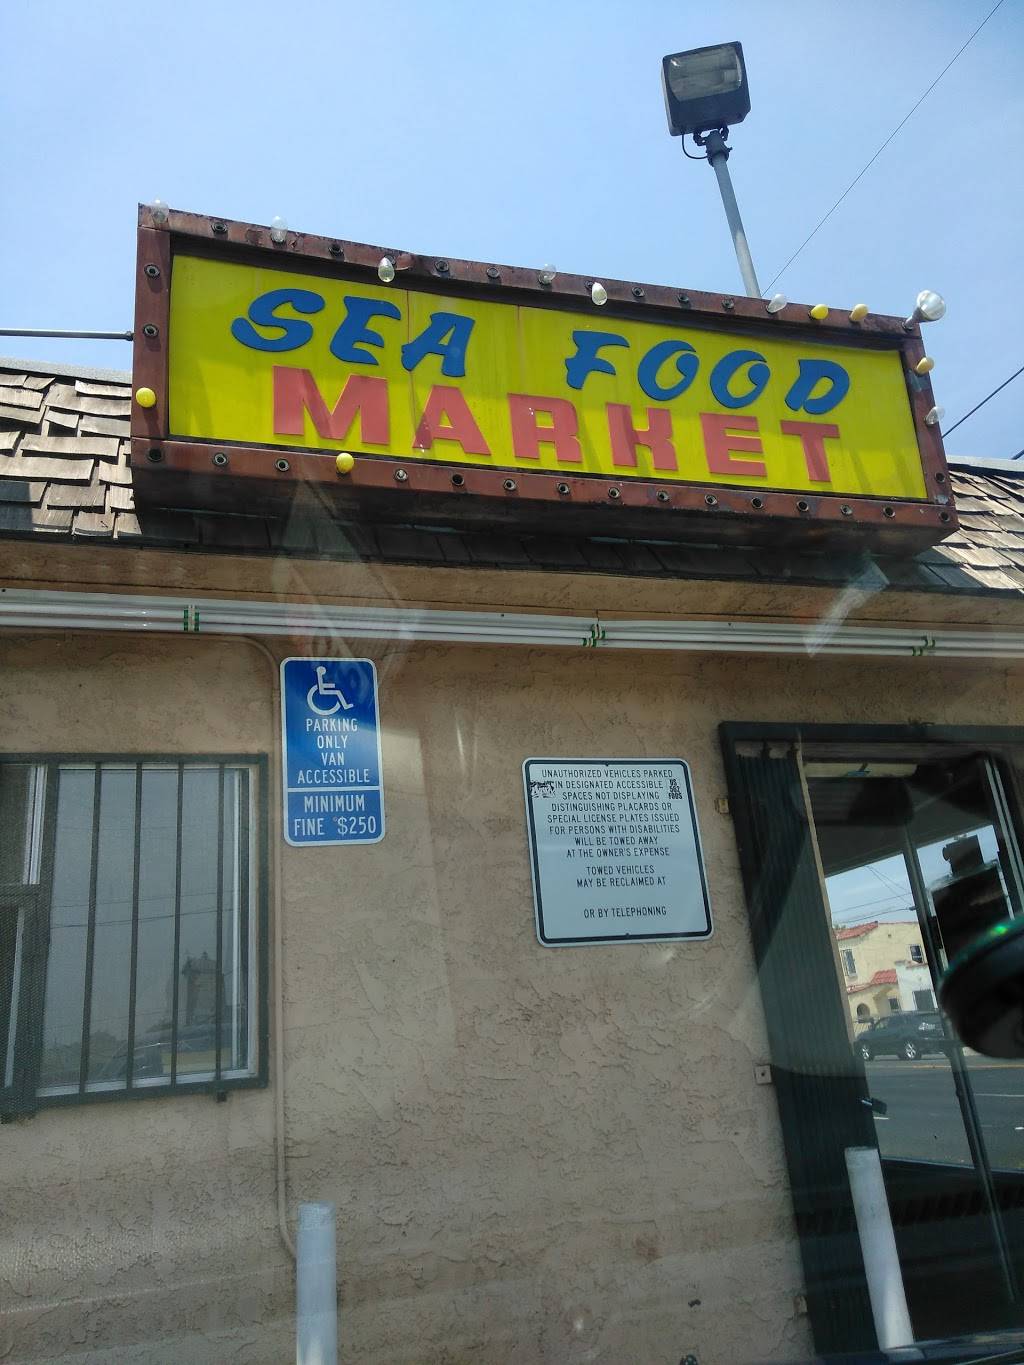 SEA FOOD
MARKET
PARKING
ONLY
VAN
ACCESSIBLE
MINIMUM
FINE $250
UNAUTHORIZED VEHICLES PARKED
IN DESIGNATED ACCESSIBLE
SPACES NOT DISPLAYING
DISTINGUISHING PLACARDS OR
SPECIAL LICENSE PLATES ISSUED
FOR PERSONS WITH DISABILITIES
WILL BE TOWED AWAY
AT THE OWNER'S EXPENSE
TOWED VEHICLES
MAY BE RECLAIMED AT
OR BY TELEPHONING